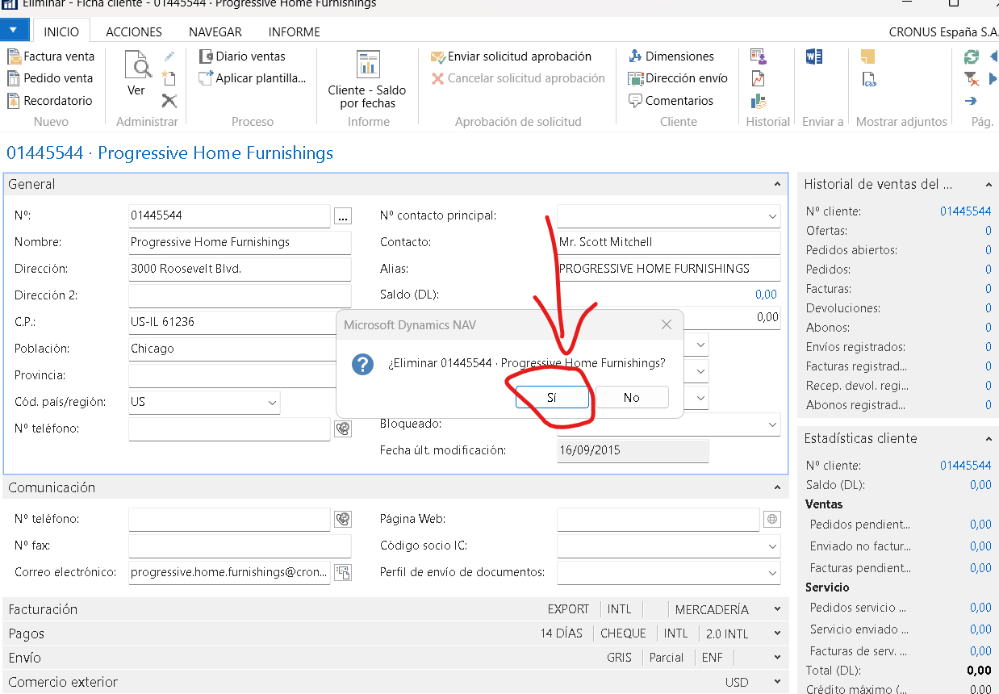 Eliminar - Ficha cliente - 01445544 · Progressive Home Furnishings
INICIO ACCIONES NAVEGAR INFORME CRONUS España S.A.
Factura venta
Pedido venta
Recordatorio
Nuevo
Ver
Administrar
Diario ventas
Aplicar plantilla...
Proceso
Cliente - Saldo
por fechas
Informe
Enviar solicitud aprobación
Cancelar solicitud aprobación
Aprobación de solicitud
Dimensiones
Dirección envío
Comentarios
Cliente
Historial
Enviar a
Mostrar adjuntos
Pág.
01445544 · Progressive Home Furnishings
General
Nº: 01445544 ...
Nombre: Progressive Home Furnishings
Dirección: 3000 Roosevelt Blvd.
Dirección 2:
C.P.: US-IL 61236
Población: Chicago
Provincia:
Cód. país/región: US
Nº teléfono:
Nº contacto principal:
Contacto: Mr. Scott Mitchell
Alias: PROGRESSIVE HOME FURNISHINGS
Saldo (DL): 0,00
0,00
Microsoft Dynamics NAV
¿Eliminar 01445544 · Progressive Home Furnishings?
Sí No
Bloqueado:
Fecha últ. modificación: 16/09/2015
Comunicación
Nº teléfono:
Nº fax:
Correo electrónico: progressive.home.furnishings@cron...
Página Web:
Código socio IC:
Perfil de envío de documentos:
Facturación EXPORT INTL MERCADERÍA
Pagos 14 DÍAS CHEQUE INTL 2.0 INTL
Envío GRIS Parcial ENF
Comercio exterior USD
Historial de ventas del ...
Nº cliente: 01445544
Ofertas: 0
Pedidos abiertos: 0
Pedidos: 0
Facturas: 0
Devoluciones: 0
Abonos: 0
Envíos registrados: 0
Facturas registrad... 0
Recep. devol. regi... 0
Abonos registrad... 0
Estadísticas cliente
Nº cliente: 01445544
Saldo (DL): 0,00
Ventas
Pedidos pendient... 0,00
Enviado no factur... 0,00
Facturas pendient... 0,00
Servicio
Pedidos servicio ... 0,00
Servicio enviado ... 0,00
Facturas de serv. ... 0,00
Total (DL): 0,00
Crédito máximo (... 0,00